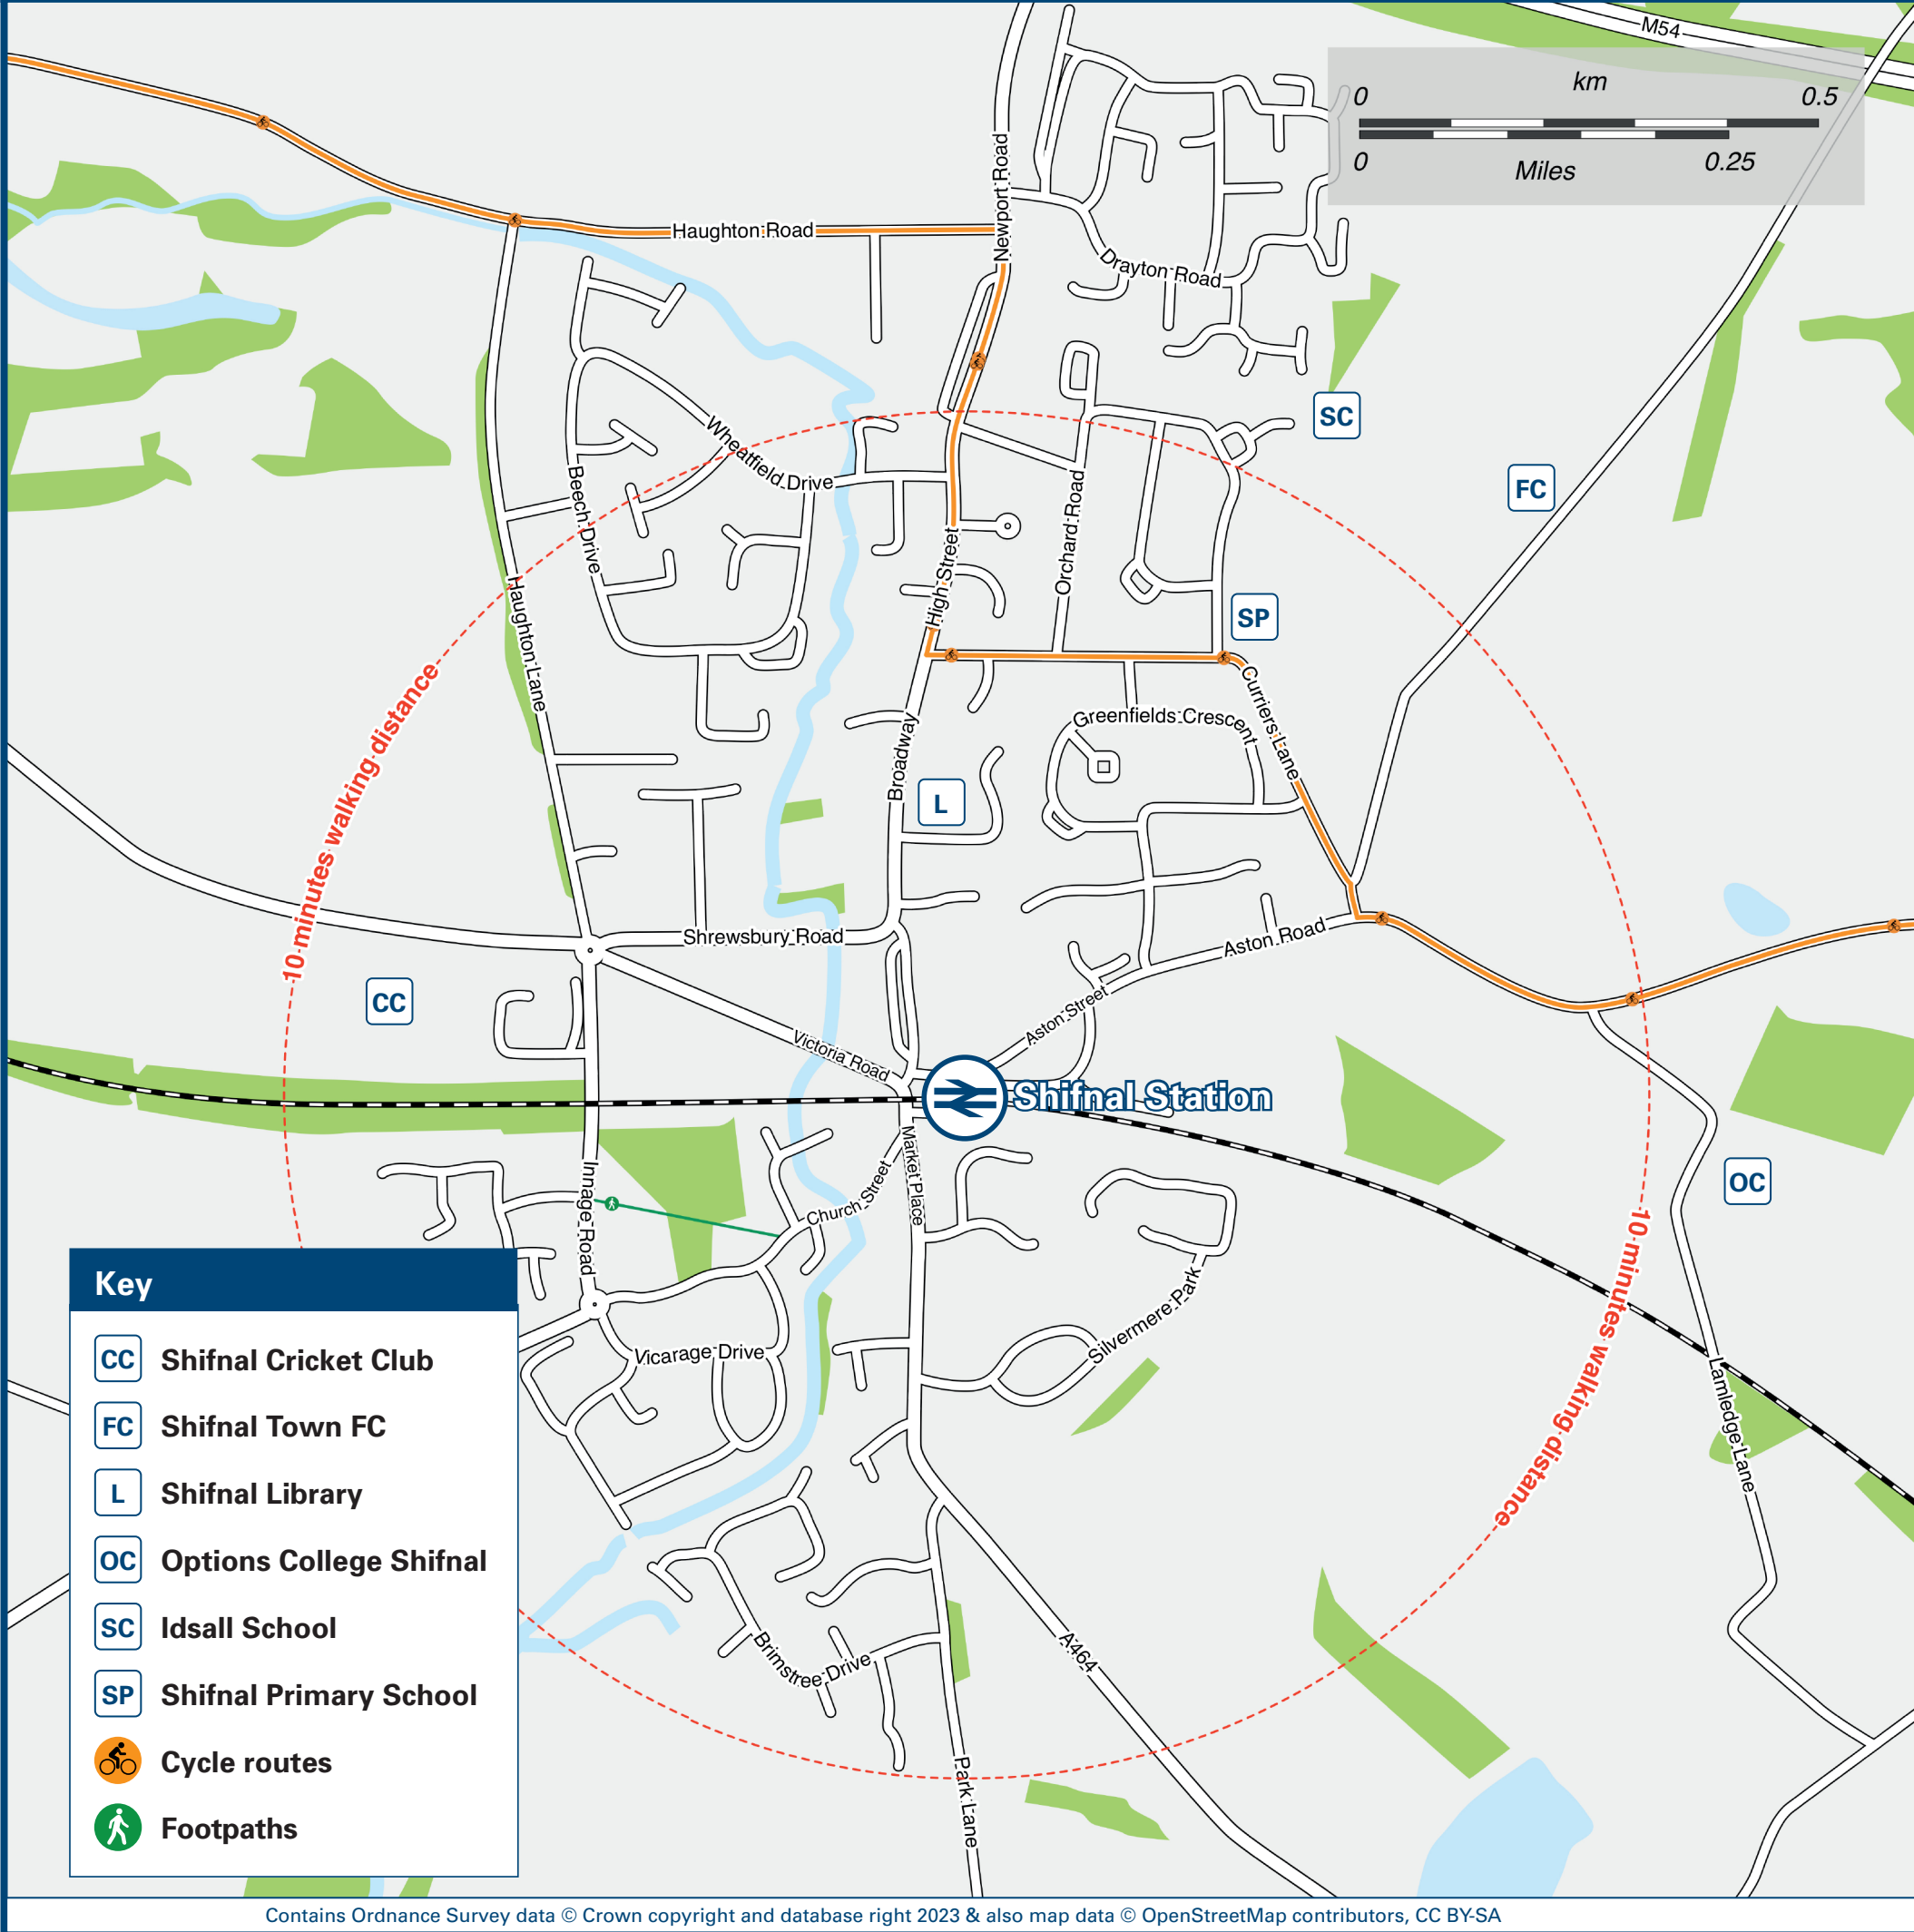 M54
km
0
0.5
0
0.25
Miles
Newport Road
Haughton Road
Drayton Road
SC
Wheatfield Drive
FC
Beech Drive
Orchard Road
High Street
Haughton Lane
SP
10 minutes walking distance
Curriers Lane
Greenfields Crescent
Broadway
L
Shrewsbury Road
Aston Road
CC
Aston Street
Victoria Road
Shifnal Station
Market Place
Church Street
Innage Road
OC
10 minutes walking distance
Silvermere Park
Vicarage Drive
Lamledge Lane
Brimstree Drive
A464
Park Lane
Key
CC Shifnal Cricket Club
FC Shifnal Town FC
L Shifnal Library
OC Options College Shifnal
SC Idsall School
SP Shifnal Primary School
Cycle routes
Footpaths
Contains Ordnance Survey data © Crown copyright and database right 2023 & also map data © OpenStreetMap contributors, CC BY-SA